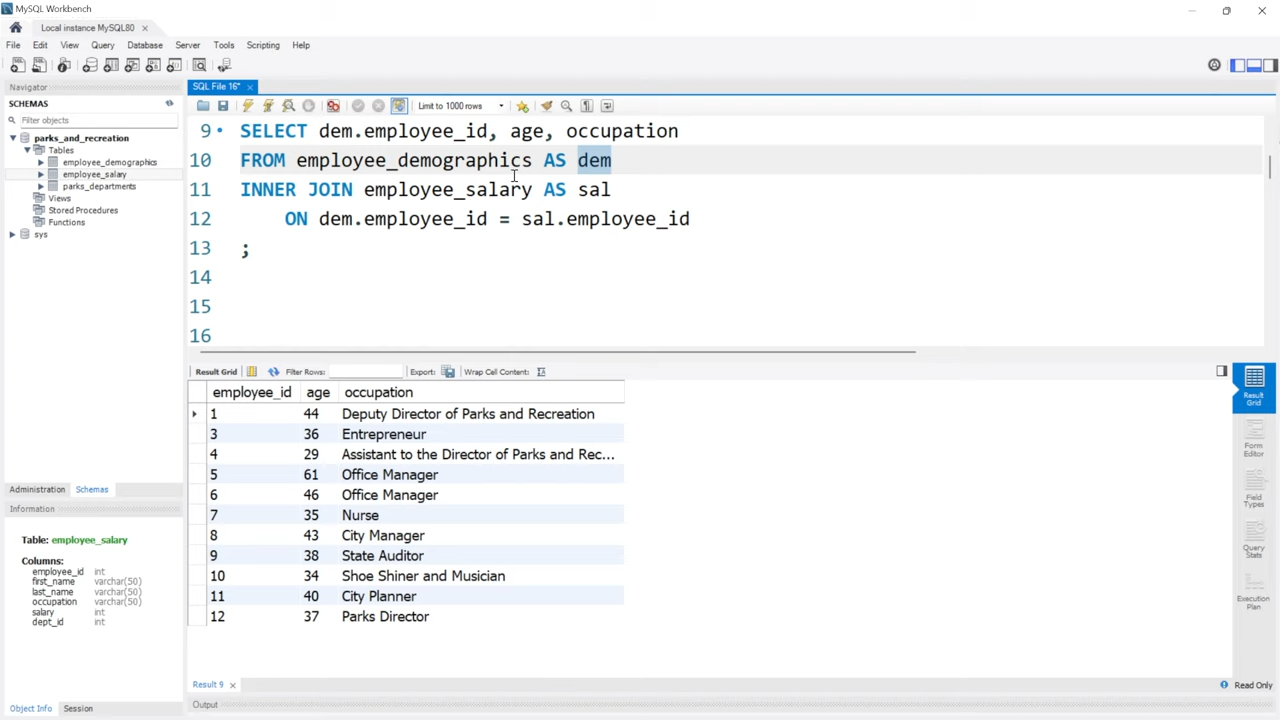 MySQL Workbench
Local instance MySQL80
File Edit View Query Database Server Tools Scripting Help
Navigator
SCHEMAS
Filter objects
parks_and_recreation
Tables
employee_demographics
employee_salary
parks_departments
Views
Stored Procedures
Functions
sys
Administration Schemas
Information
Table: employee_salary
Columns:
employee_id int
first_name varchar(50)
last_name varchar(50)
occupation varchar(50)
salary int
dept_id int
Object Info Session
SQL File 16*
Limit to 1000 rows
9 SELECT dem.employee_id, age, occupation
10 FROM employee_demographics AS dem
11 INNER JOIN employee_salary AS sal
12 ON dem.employee_id = sal.employee_id
13 ;
14
15
16
Result Grid Filter Rows: Export: Wrap Cell Content:
employee_id age occupation
1 44 Deputy Director of Parks and Recreation
3 36 Entrepreneur
4 29 Assistant to the Director of Parks and Rec...
5 61 Office Manager
6 46 Office Manager
7 35 Nurse
8 43 City Manager
9 38 State Auditor
10 34 Shoe Shiner and Musician
11 40 City Planner
12 37 Parks Director
Result Grid
Form Editor
Field Types
Query Stats
Execution Plan
Result 9
Read Only
Output